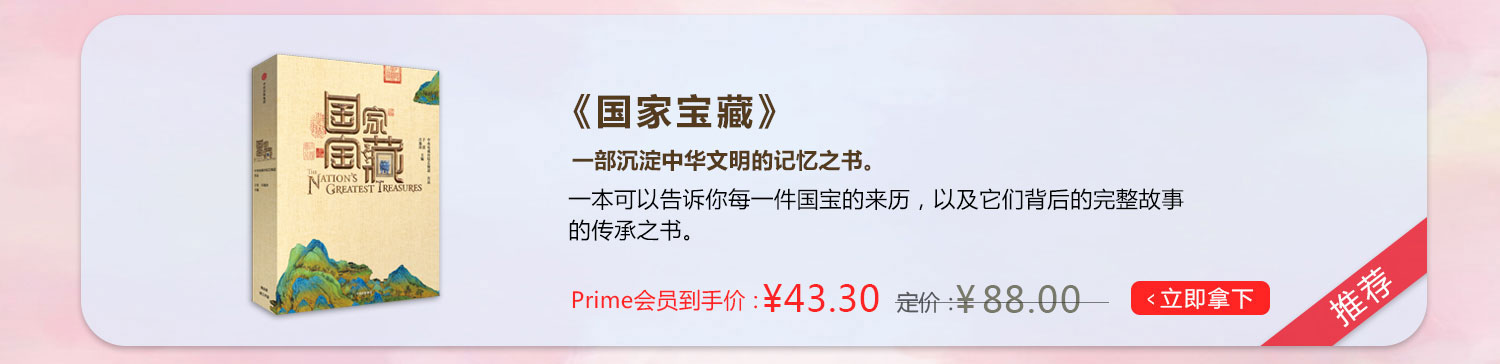 国家宝藏
The
NATION'S
GREATEST TREASURES
《国家宝藏》
一部沉淀中华文明的记忆之书。
一本可以告诉你每一件国宝的来历，以及它们背后的完整故事
的传承之书。
Prime会员到手价：¥43.30 定价：¥88.00 <立即拿下
推荐